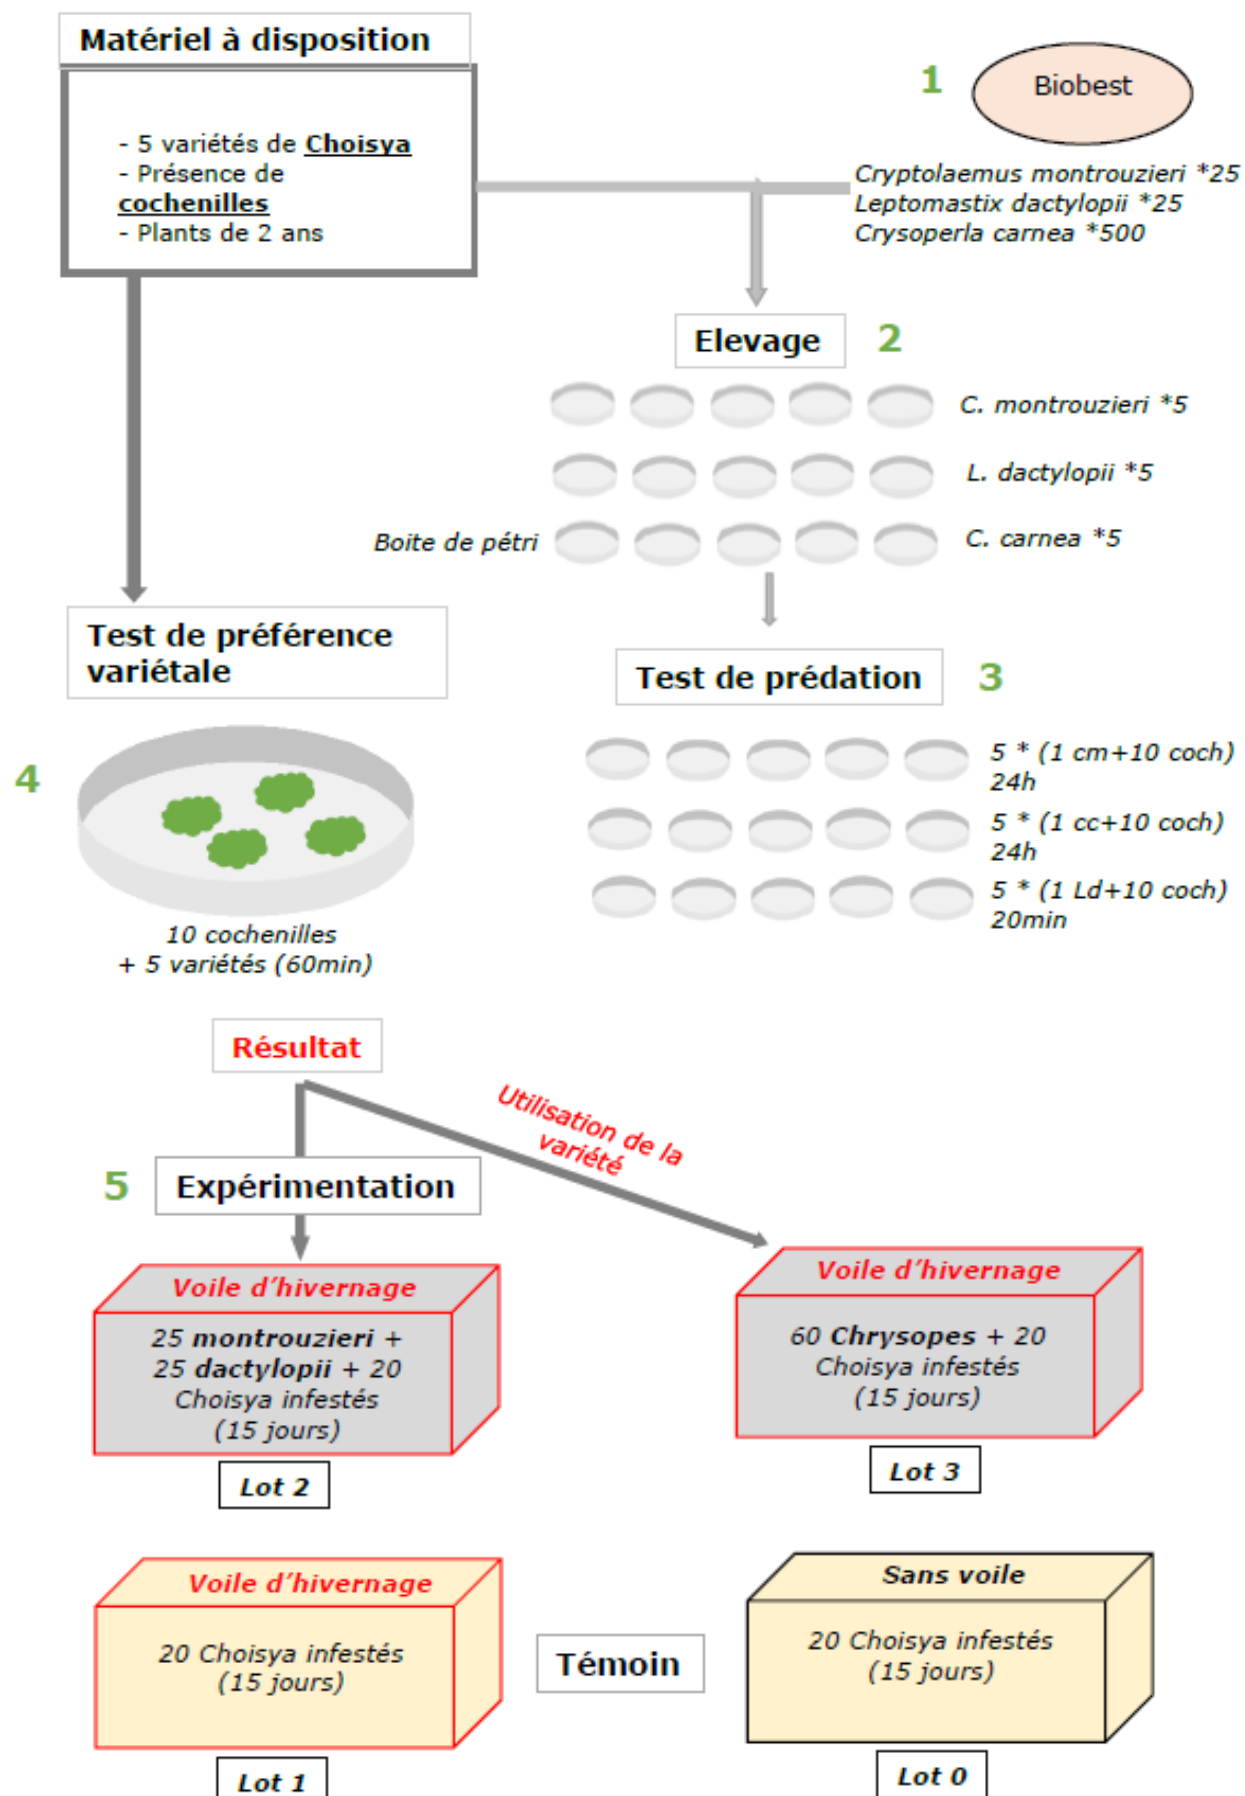 Matériel à disposition
- 5 variétés de Choisya
- Présence de
cochenilles
- Plants de 2 ans
1
Biobest
Cryptolaemus montrouzieri *25
Leptomastix dactylopii *25
Crysoperla carnea *500
Elevage
2
C. montrouzieri *5
L. dactylopii *5
Boite de pétri
C. carnea *5
Test de préférence
variétale
Test de prédation
3
5 * (1 cm+10 coch)
24h
5 * (1 cc+10 coch)
24h
5 * (1 Ld+10 coch)
20min
4
10 cochenilles
+ 5 variétés (60min)
Résultat
Utilisation de la
variété
5
Expérimentation
Voile d’hivernage
25 montrouzieri +
25 dactylopii + 20
Choisya infestés
(15 jours)
Lot 2
Voile d’hivernage
60 Chrysopes + 20
Choisya infestés
(15 jours)
Lot 3
Voile d’hivernage
20 Choisya infestés
(15 jours)
Lot 1
Témoin
Sans voile
20 Choisya infestés
(15 jours)
Lot 0